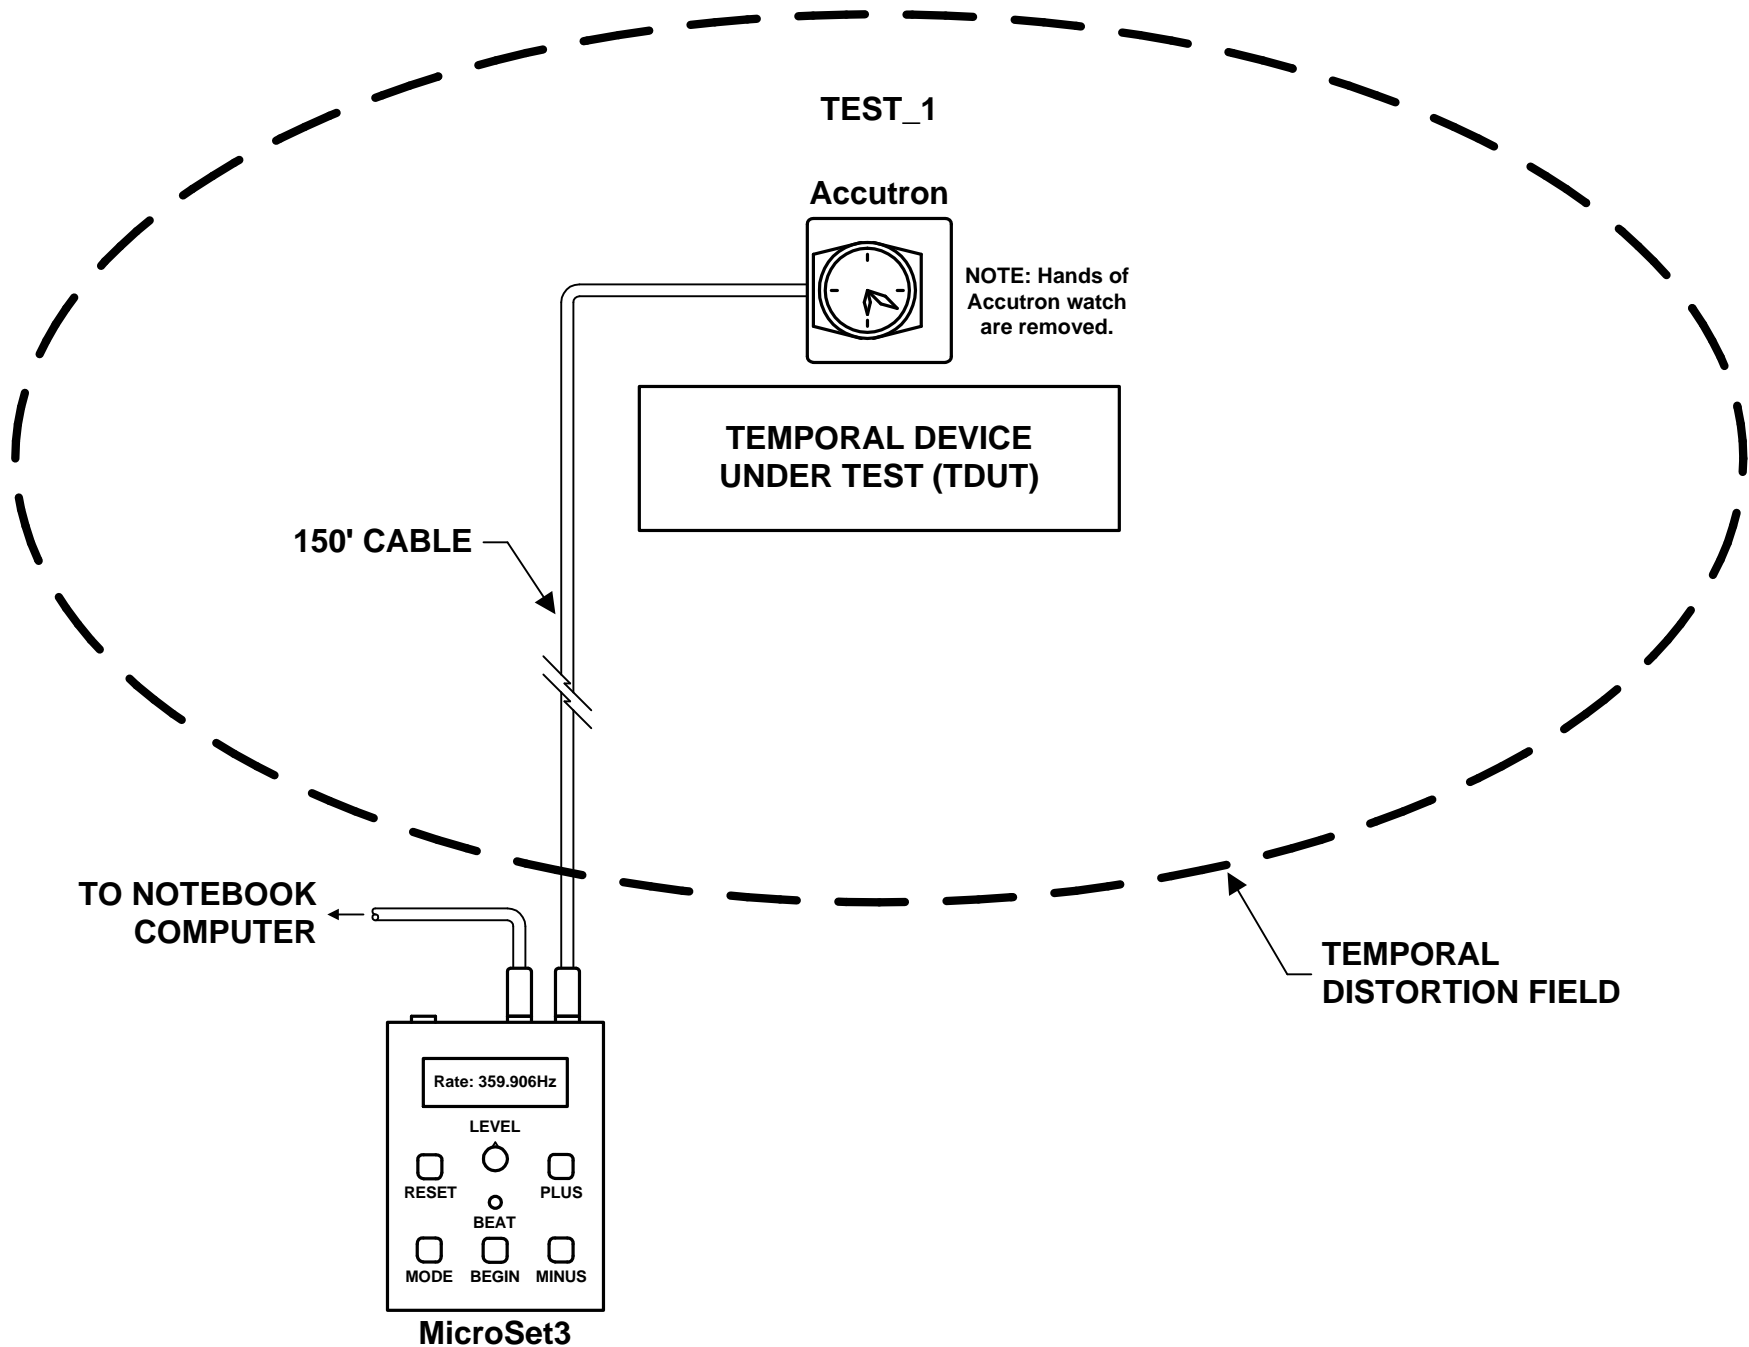 TEST_1
Accutron
NOTE: Hands of
Accutron watch
are removed.
TEMPORAL DEVICE
UNDER TEST (TDUT)
150' CABLE
TO NOTEBOOK
COMPUTER
TEMPORAL
DISTORTION FIELD
Rate: 359.906Hz
LEVEL
RESET
PLUS
BEAT
MODE
BEGIN
MINUS
MicroSet3